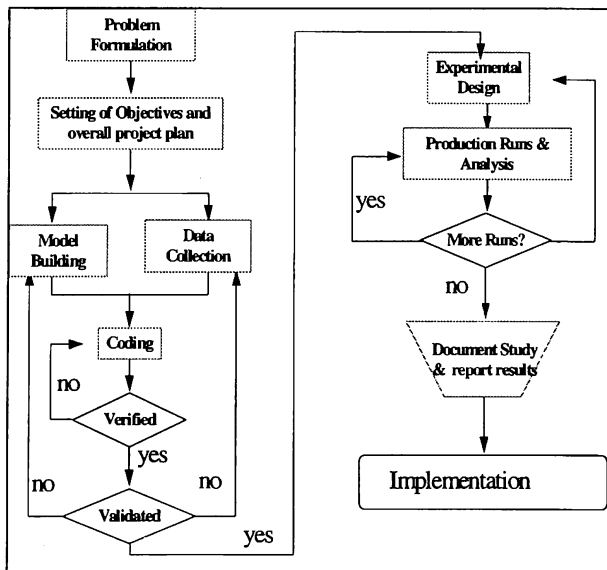 Problem
Formulation
Setting of Objectives and
overall project plan
Model
Building
Data
Collection
Coding
no
Verified
yes
no
no
Validated
yes
Experimental
Design
Production Runs &
Analysis
yes
More Runs?
no
Document Study
& report results
Implementation